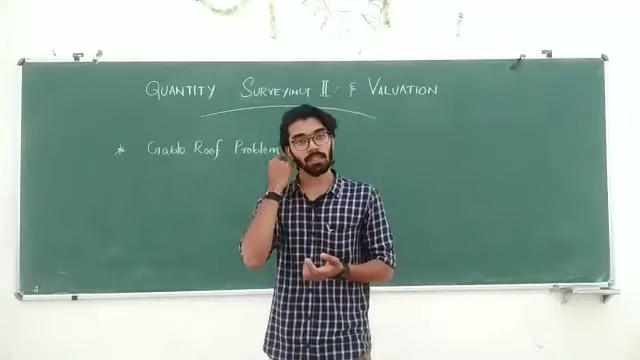 QUANTITY SURVEYING II & VALUATION
* Gable Roof Problem